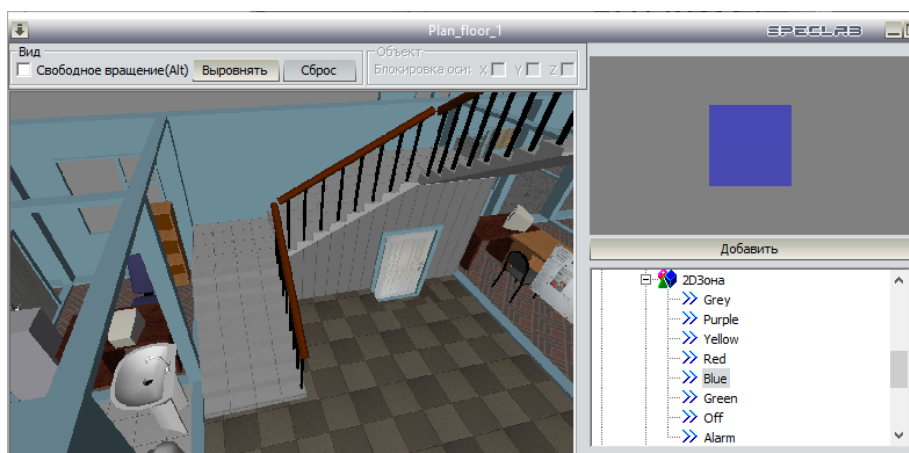 Plan_floor_1
SPECLAB
Вид
Объект
Свободное вращение(Alt) Выровнять Сброс
Блокировка оси: X Y Z
Добавить
2DЗона
Grey
Purple
Yellow
Red
Blue
Green
Off
Alarm